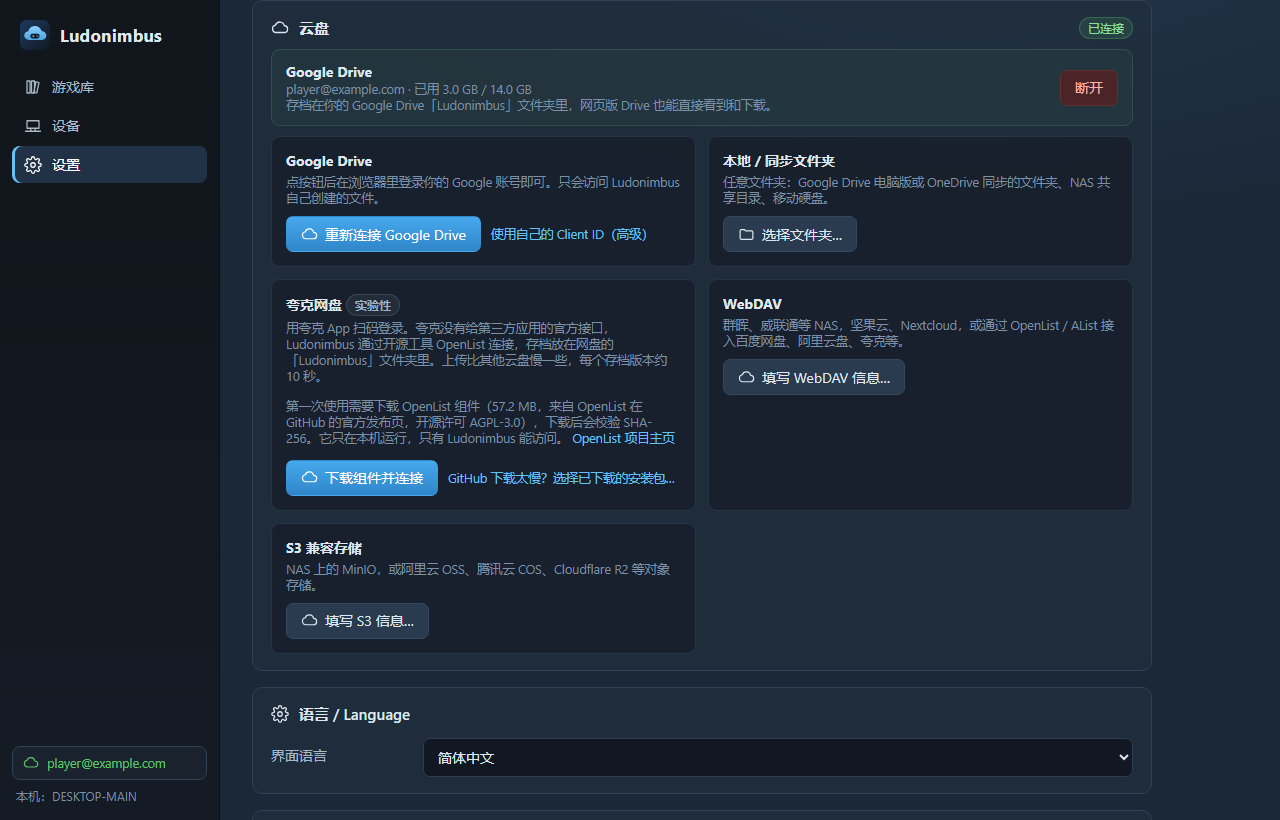 Ludonimbus
游戏库
设备
设置
player@example.com
本机：DESKTOP-MAIN
云盘
已连接
Google Drive
player@example.com · 已用 3.0 GB / 14.0 GB
存档在你的 Google Drive「Ludonimbus」文件夹里，网页版 Drive 也能直接看到和下载。
断开
Google Drive
点按钮后在浏览器里登录你的 Google 账号即可。只会访问 Ludonimbus
自己创建的文件。
重新连接 Google Drive
使用自己的 Client ID（高级）
本地 / 同步文件夹
任意文件夹：Google Drive 电脑版或 OneDrive 同步的文件夹、NAS 共
享目录、移动硬盘。
选择文件夹...
夸克网盘 实验性
用夸克 App 扫码登录。夸克没有给第三方应用的官方接口，
Ludonimbus 通过开源工具 OpenList 连接，存档放在网盘的
「Ludonimbus」文件夹里。上传比其他云盘慢一些，每个存档版本约
10 秒。
第一次使用需要下载 OpenList 组件（57.2 MB，来自 OpenList 在
GitHub 的官方发布页，开源许可 AGPL-3.0），下载后会校验 SHA-
256。它只在本机运行，只有 Ludonimbus 能访问。 OpenList 项目主页
下载组件并连接
GitHub 下载太慢？选择已下载的安装包...
WebDAV
群晖、威联通等 NAS，坚果云、Nextcloud，或通过 OpenList / AList 接
入百度网盘、阿里云盘、夸克等。
填写 WebDAV 信息...
S3 兼容存储
NAS 上的 MinIO，或阿里云 OSS、腾讯云 COS、Cloudflare R2 等对象
存储。
填写 S3 信息...
语言 / Language
界面语言
简体中文